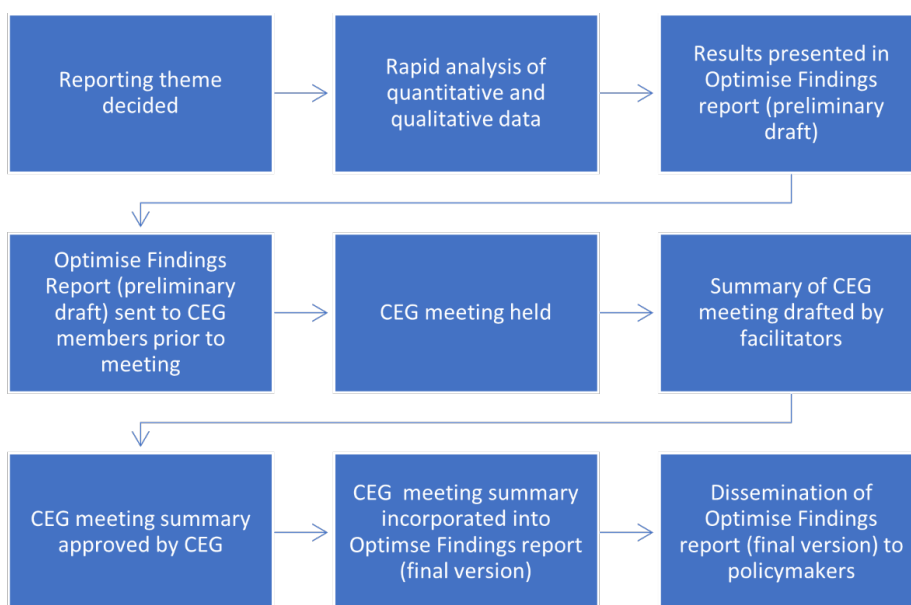 Reporting theme
decided
Rapid analysis of
quantitative and
qualitative data
Results presented in
Optimise Findings
report (preliminary
draft)
Optimise Findings
Report (preliminary
draft) sent to CEG
members prior to
meeting
CEG meeting held
Summary of CEG
meeting drafted by
facilitators
CEG meeting summary
approved by CEG
CEG meeting summary
incorporated into
Optimse Findings report
(final version)
Dissemination of
Optimise Findings
report (final version) to
policymakers